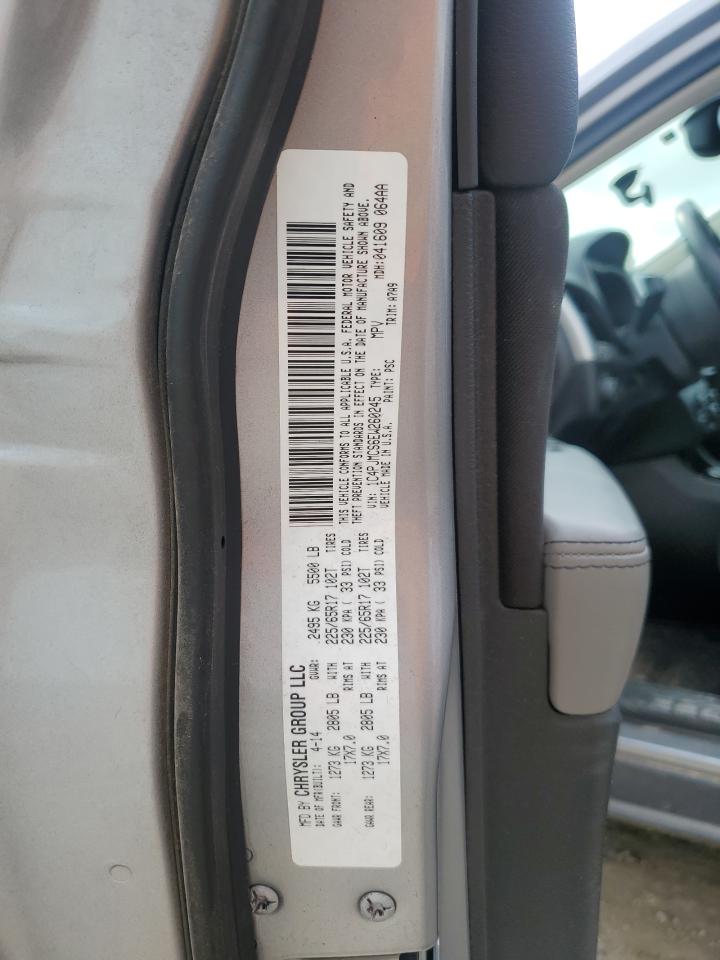 MFD BY CHRYSLER GROUP LLC
DATE OF MFR(BUILT): 4-14 GVWR: 2495 KG 5500 LB
GAWR FRONT: 1273 KG 2805 LB WITH 225/65R17 102T TIRES
17X7.0 RIMS AT 230 KPA ( 33 PSI) COLD
GAWR REAR: 1273 KG 2805 LB WITH 225/65R17 102T TIRES
17X7.0 RIMS AT 230 KPA ( 33 PSI) COLD
THIS VEHICLE CONFORMS TO ALL APPLICABLE U.S.A. FEDERAL MOTOR VEHICLE SAFETY AND
THEFT PREVENTION STANDARDS IN EFFECT ON THE DATE OF MANUFACTURE SHOWN ABOVE.
VIN: 1C4PJMCS6EW260245 TYPE: MPV MDH:041609 064AA
VEHICLE MADE IN U.S.A. PAINT: PSC TRIM: A7A9